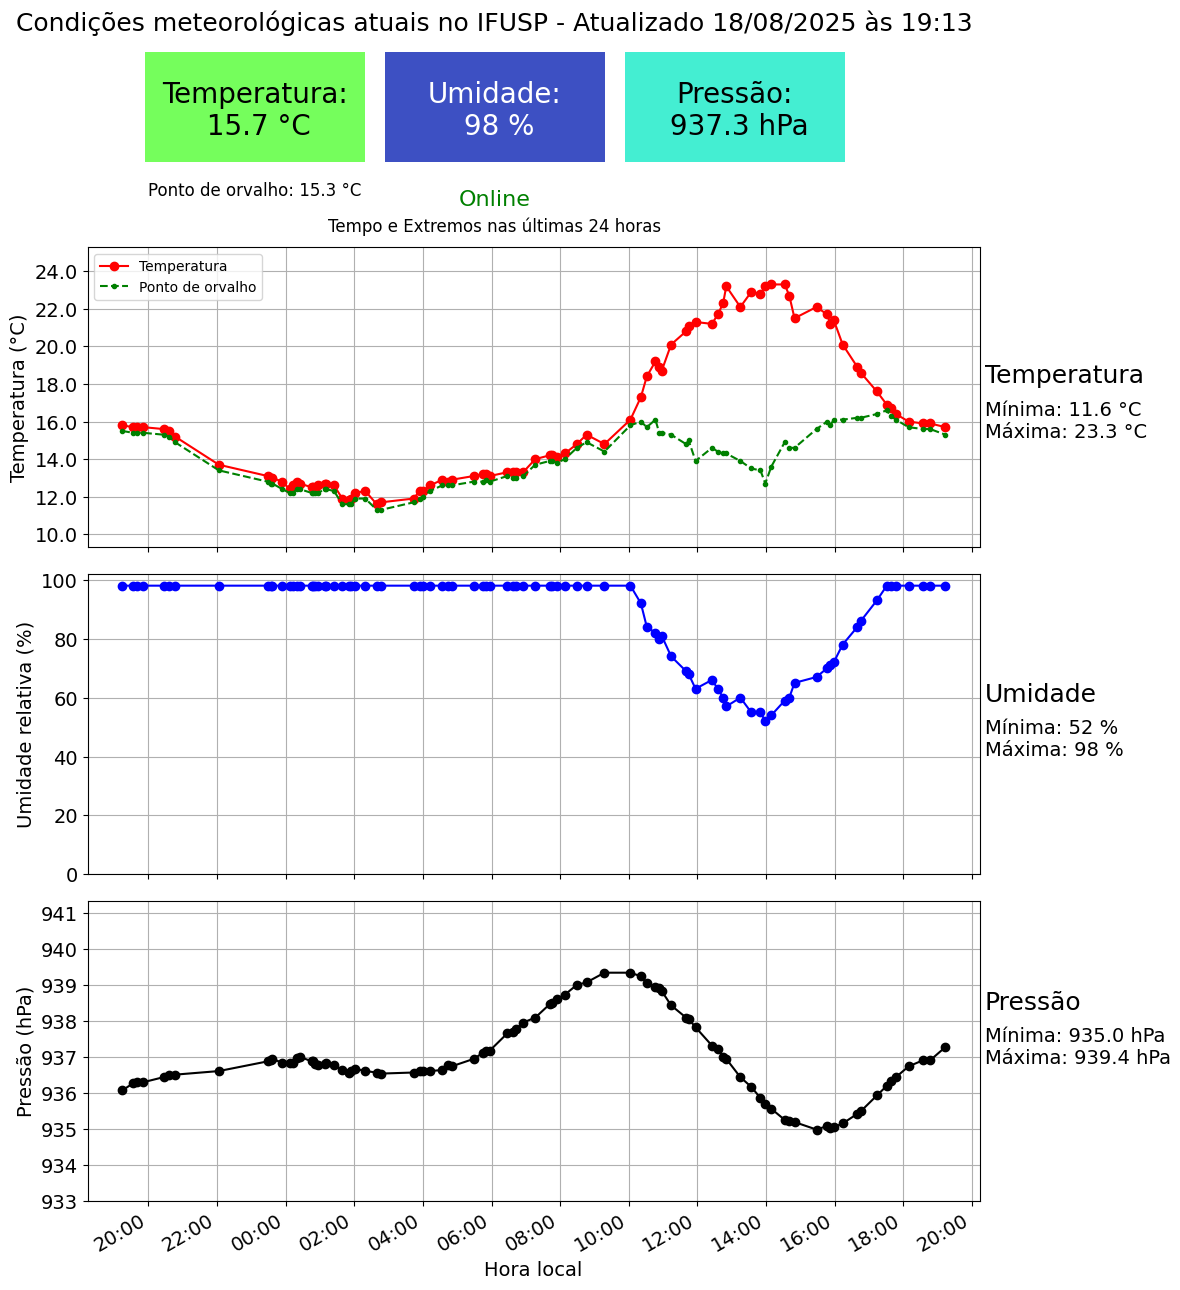 Condições meteorológicas atuais no IFUSP - Atualizado 18/08/2025 às 19:13
Temperatura:
15.7 °C
Umidade:
98 %
Pressão:
937.3 hPa
Ponto de orvalho: 15.3 °C
Online
Tempo e Extremos nas últimas 24 horas
Temperatura (°C)
24.0
22.0
20.0
18.0
16.0
14.0
12.0
10.0
Temperatura
Ponto de orvalho
Temperatura
Mínima: 11.6 °C
Máxima: 23.3 °C
Umidade relativa (%)
100
80
60
40
20
0
Umidade
Mínima: 52 %
Máxima: 98 %
Pressão (hPa)
941
940
939
938
937
936
935
934
933
Pressão
Mínima: 935.0 hPa
Máxima: 939.4 hPa
20:00 22:00 00:00 02:00 04:00 06:00 08:00 10:00 12:00 14:00 16:00 18:00 20:00
Hora local